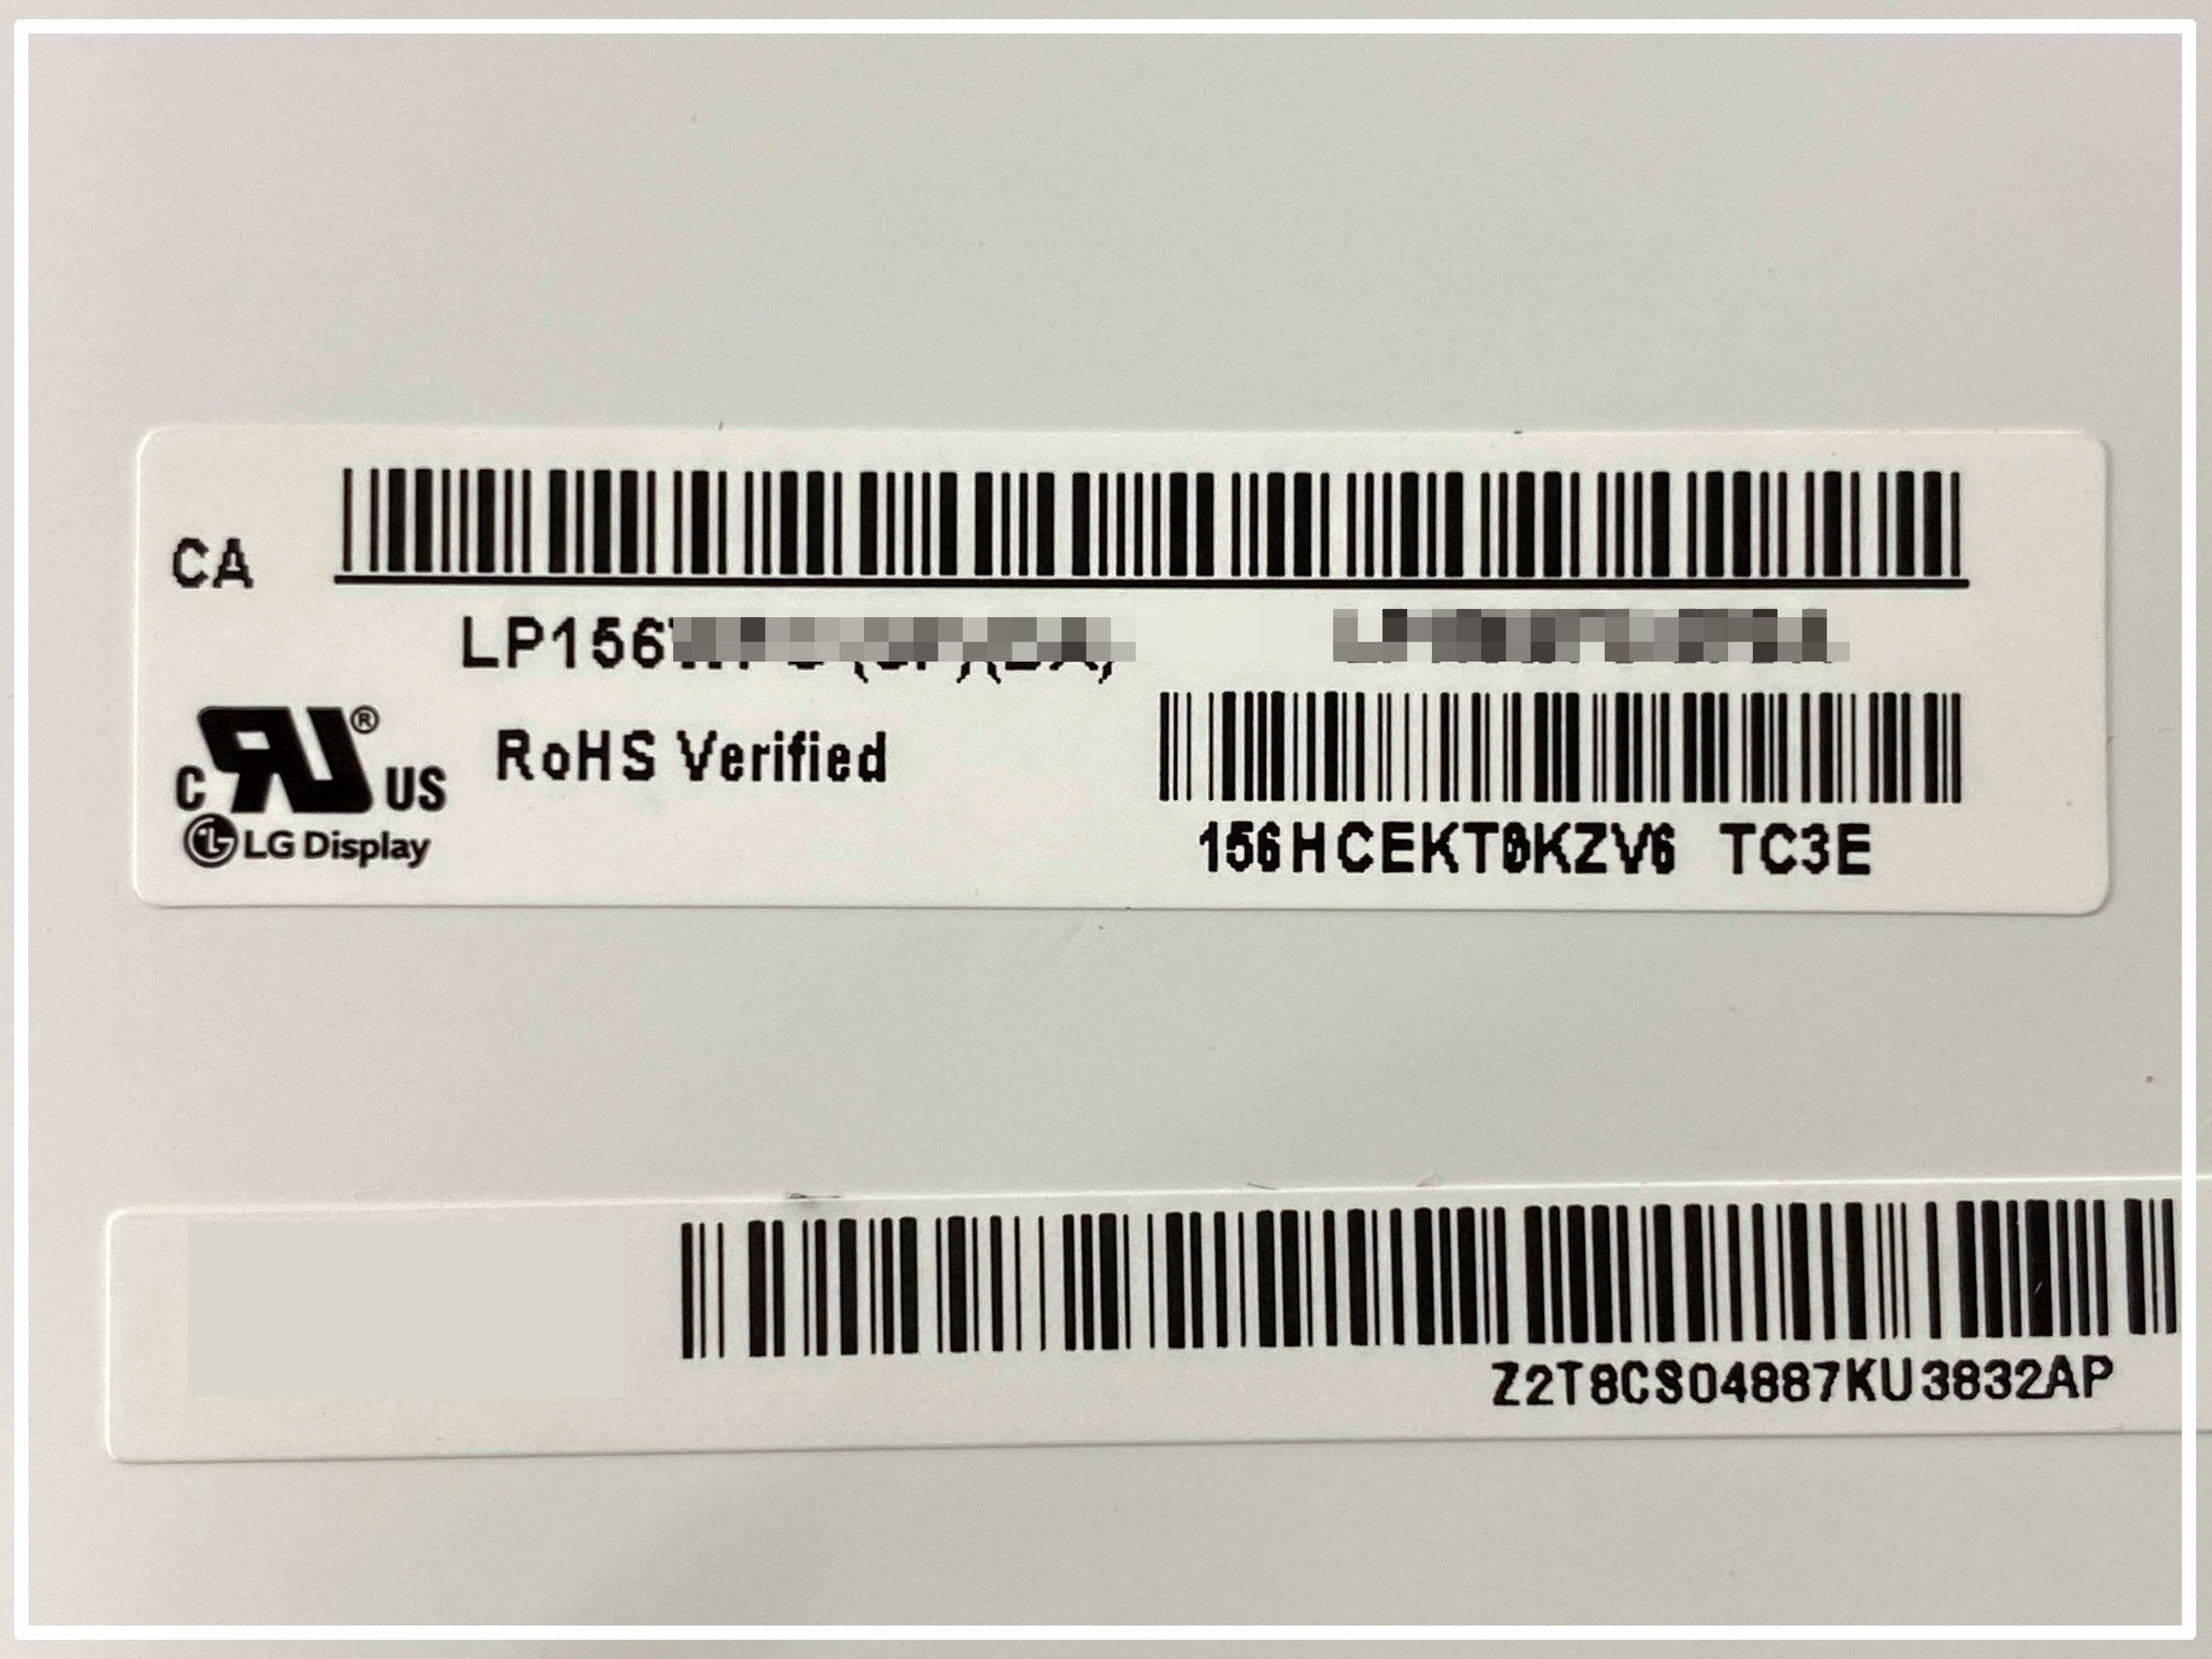 CA
LP156
C US ®
RoHS Verified
LG Display
156HCEKT0KZV6 TC3E
Z2T8CS04887KU3832AP